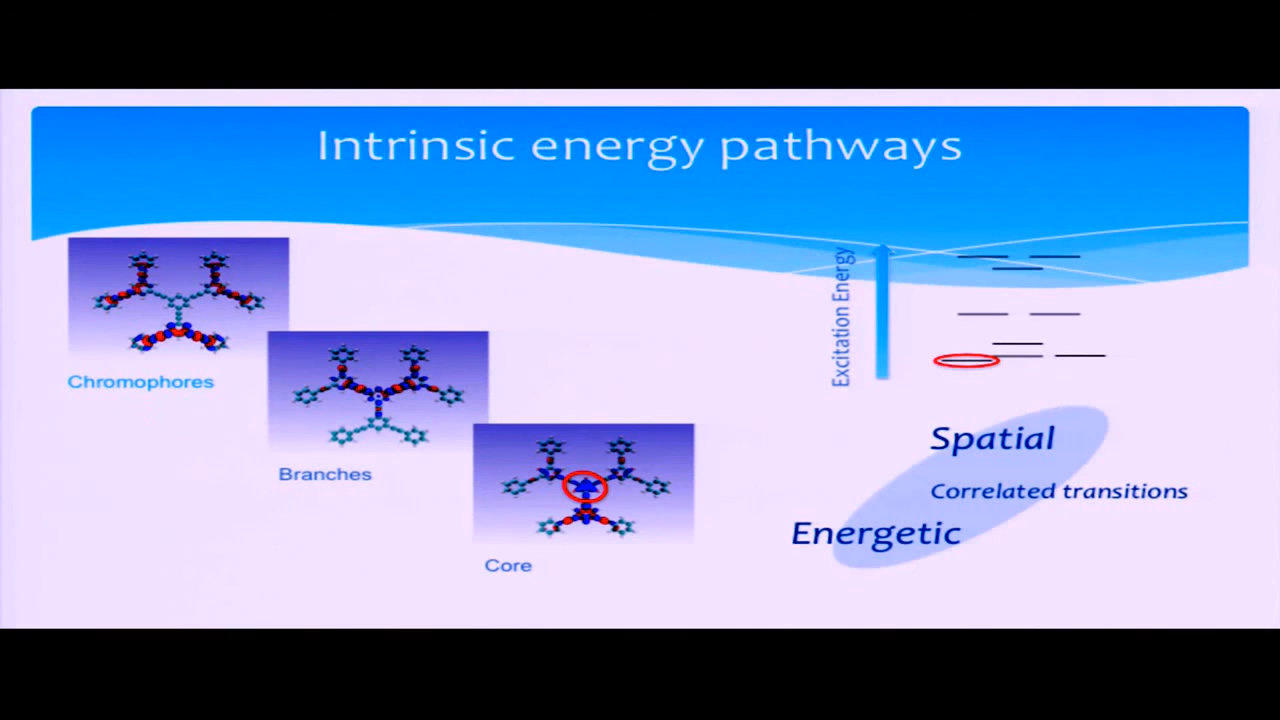 Intrinsic energy pathways
Chromophores
Branches
Core
Excitation Energy
Spatial
Correlated transitions
Energetic